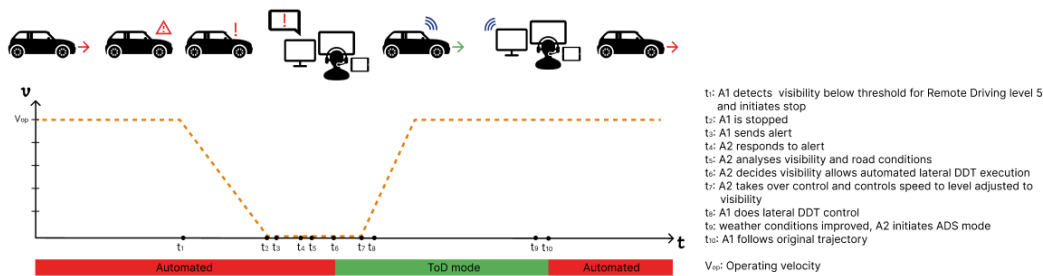 !
v
Vop
t1
t2 t3
t4 t5
t6
t7 t8
t9 t10
t
Automated
ToD mode
Automated
t1: A1 detects visibility below threshold for Remote Driving level 5
and initiates stop
t2: A1 is stopped
t3: A1 sends alert
t4: A2 responds to alert
t5: A2 analyses visibility and road conditions
t6: A2 decides visibility allows automated lateral DDT execution
t7: A2 takes over control and controls speed to level adjusted to
visibility
t8: A1 does lateral DDT control
t9: weather conditions improved, A2 initiates ADS mode
t10: A1 follows original trajectory
Vop: Operating velocity